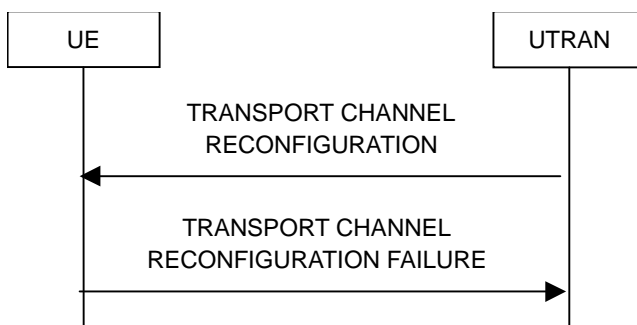 UE
UTRAN
TRANSPORT CHANNEL
RECONFIGURATION
TRANSPORT CHANNEL
RECONFIGURATION FAILURE